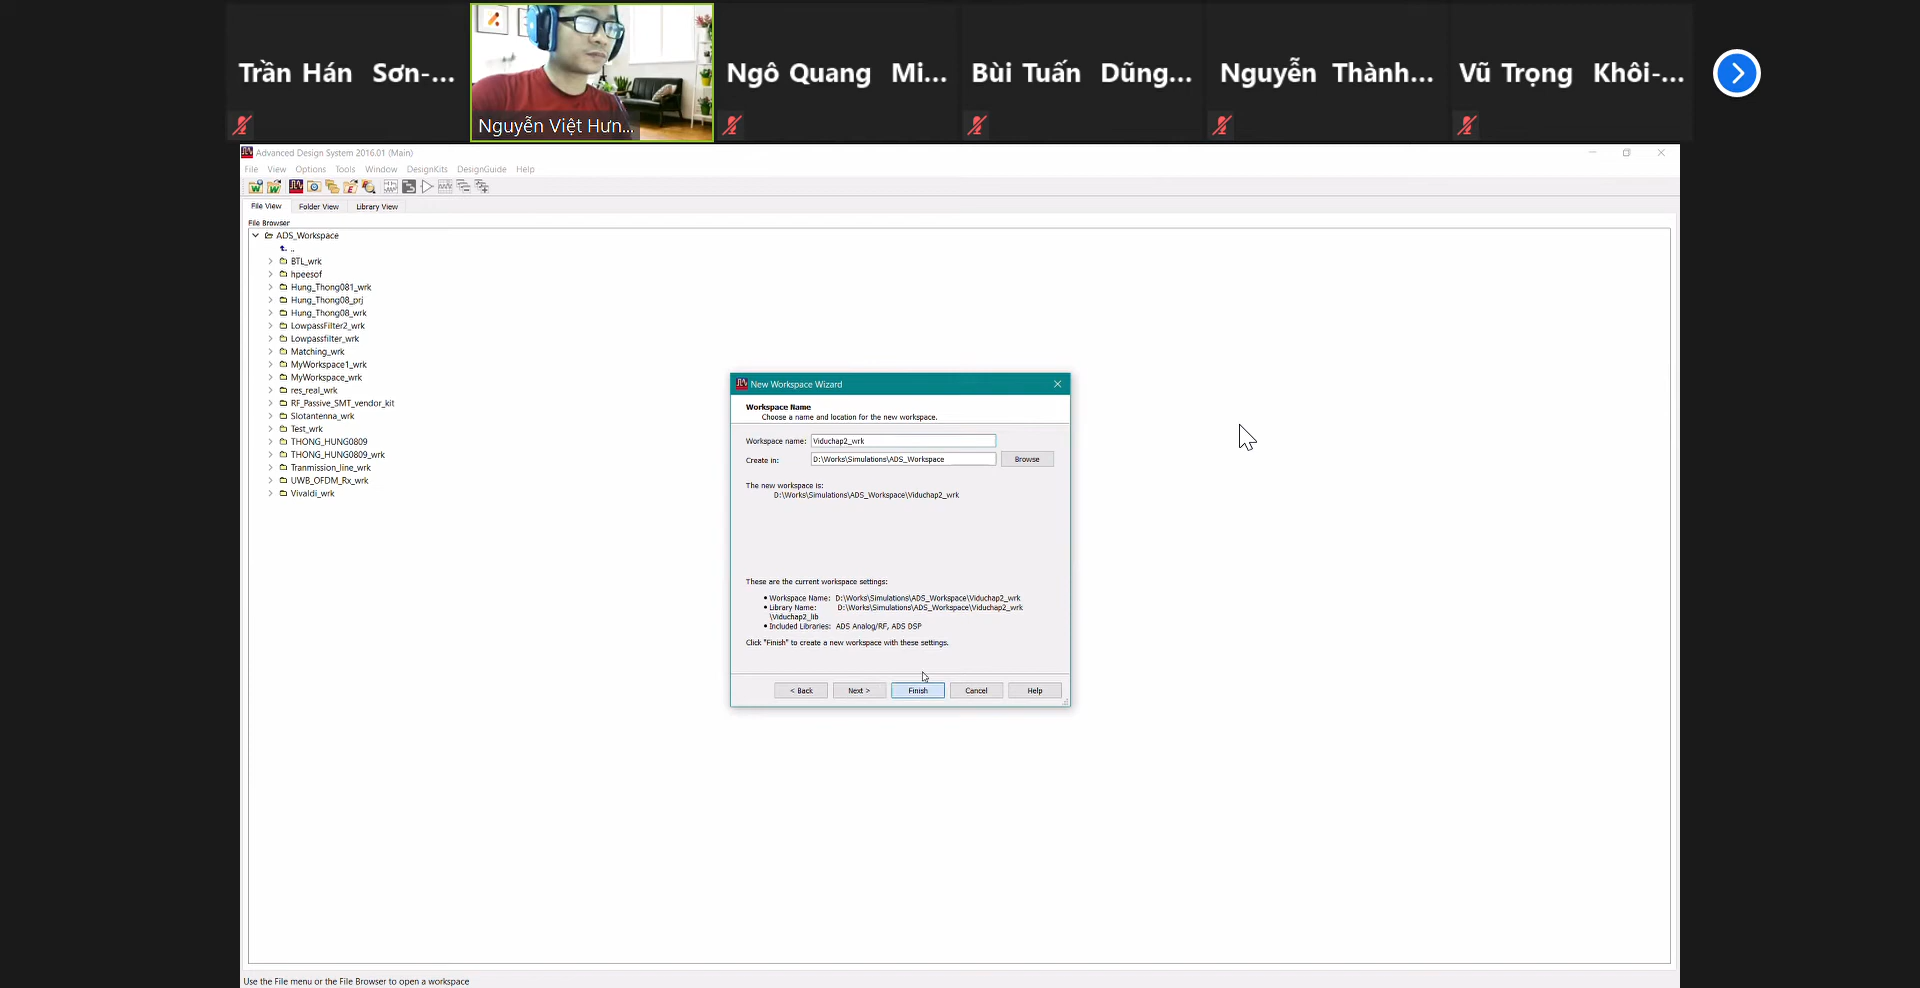 Trần Hán Sơn-...
Nguyễn Việt Hưn...
Ngô Quang Mi...
Bùi Tuấn Dũng...
Nguyễn Thành...
Vũ Trọng Khôi-...
Advanced Design System 2016.01 (Main)
File View Options Tools Window DesignKits DesignGuide Help
File View Folder View Library View
File Browser
ADS_Workspace
..
BTL_wrk
hpeesof
Hung_Thong081_wrk
Hung_Thong08_prj
Hung_Thong08_wrk
LowpassFilter2_wrk
Lowpassfilter_wrk
Matching_wrk
MyWorkspace1_wrk
MyWorkspace_wrk
res_real_wrk
RF_Passive_SMT_vendor_kit
Slotantenna_wrk
Test_wrk
THONG_HUNG0809
THONG_HUNG0809_wrk
Tranmission_line_wrk
UWB_OFDM_Rx_wrk
Vivaldi_wrk
New Workspace Wizard
Workspace Name
Choose a name and location for the new workspace.
Workspace name: Viduchap2_wrk
Create in: D:\Works\Simulations\ADS_Workspace Browse
The new workspace is:
D:\Works\Simulations\ADS_Workspace\Viduchap2_wrk
These are the current workspace settings:
• Workspace Name: D:\Works\Simulations\ADS_Workspace\Viduchap2_wrk
• Library Name: D:\Works\Simulations\ADS_Workspace\Viduchap2_wrk
\Viduchap2_lib
• Included Libraries: ADS Analog/RF, ADS DSP
Click "Finish" to create a new workspace with these settings.
< Back Next > Finish Cancel Help
Use the File menu or the File Browser to open a workspace